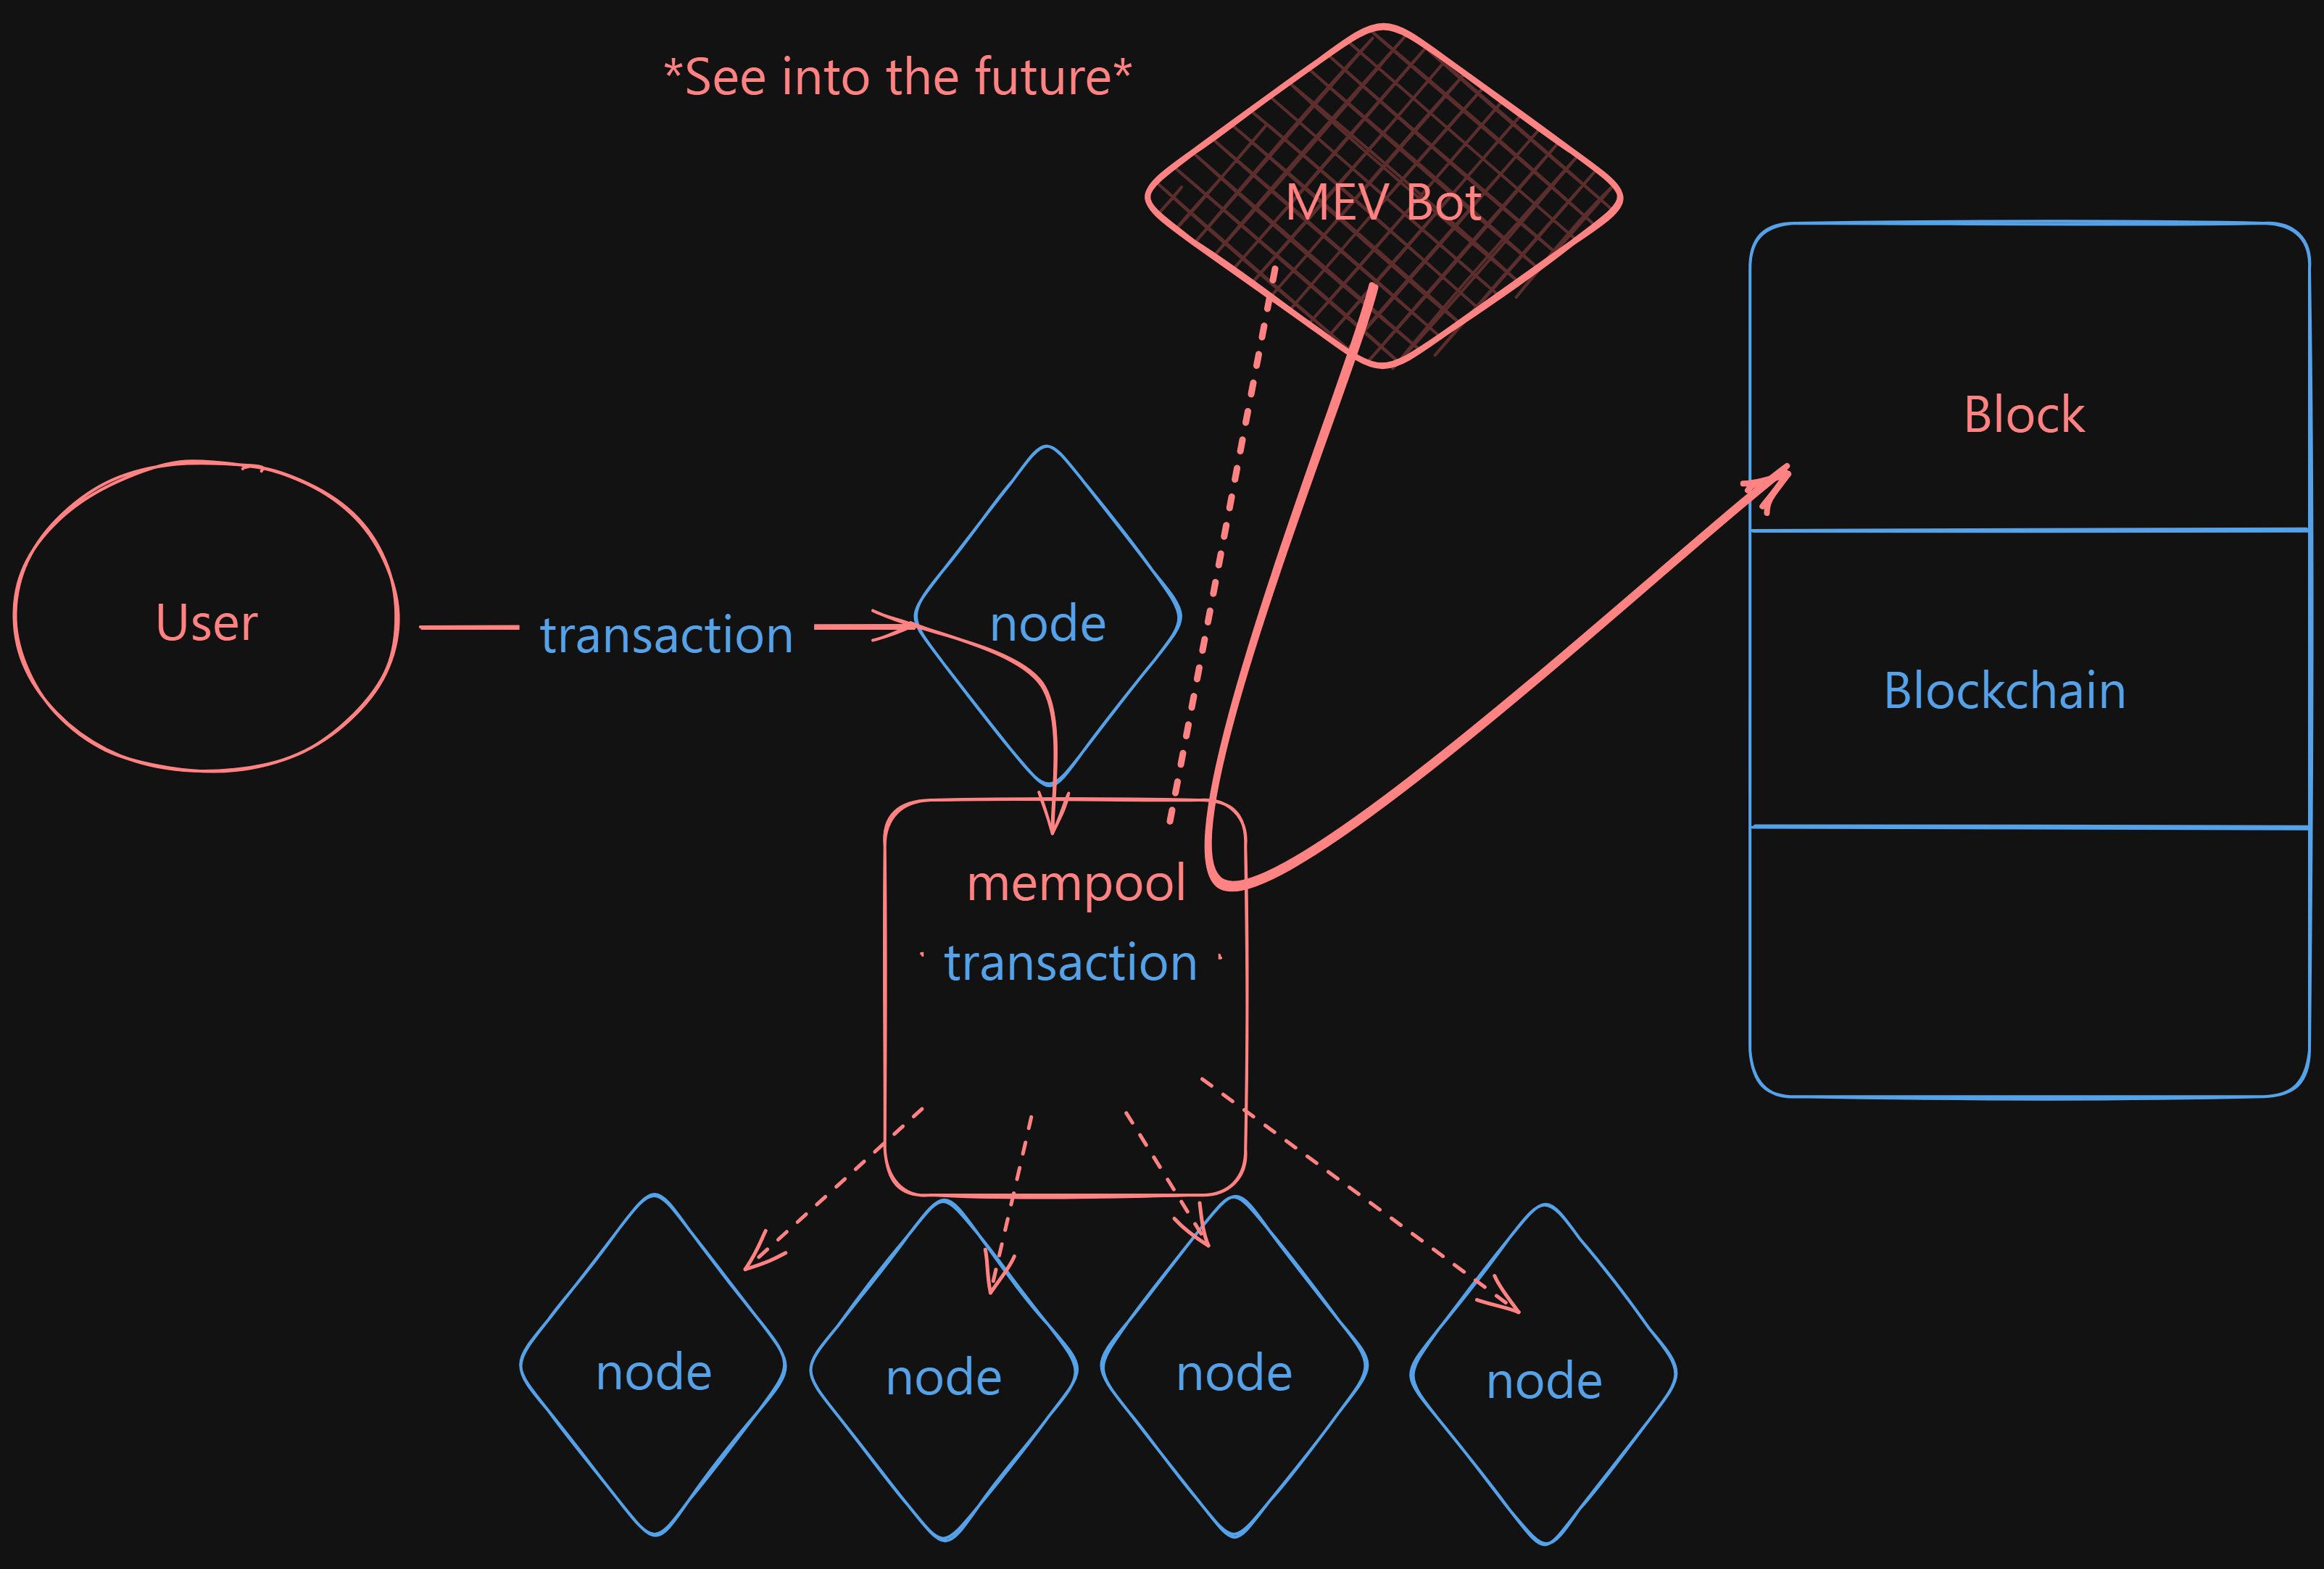 *See into the future*
MEV Bot
Block
User
transaction
node
Blockchain
mempool
transaction
node
node
node
node